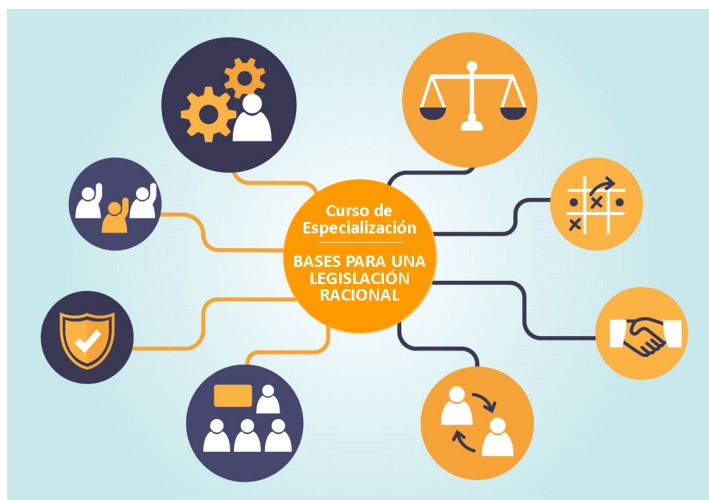 Curso de
Especialización
BASES PARA UNA
LEGISLACIÓN
RACIONAL